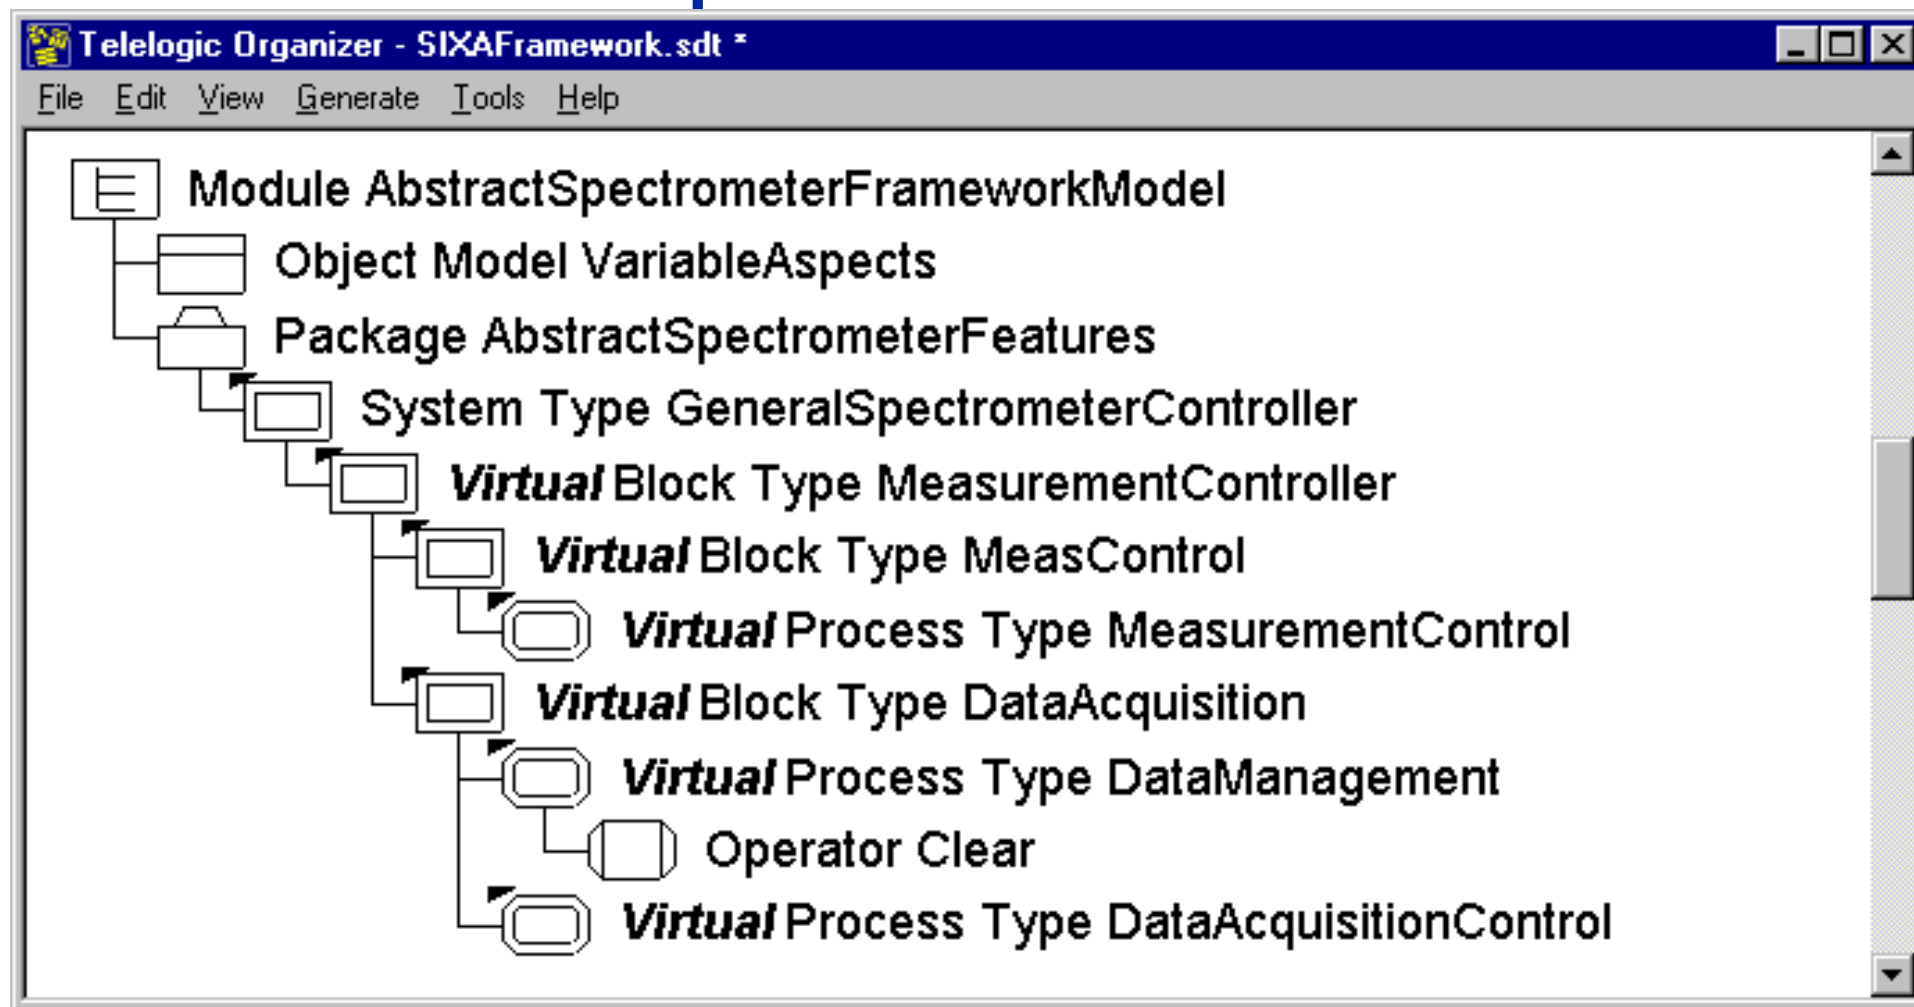 Telelogic Organizer - SIXAFramework.sdt *
File Edit View Generate Tools Help
Module AbstractSpectrometerFrameworkModel
Object Model VariableAspects
Package AbstractSpectrometerFeatures
System Type GeneralSpectrometerController
Virtual Block Type MeasurementController
Virtual Block Type MeasControl
Virtual Process Type MeasurementControl
Virtual Block Type DataAcquisition
Virtual Process Type DataManagement
Operator Clear
Virtual Process Type DataAcquisitionControl